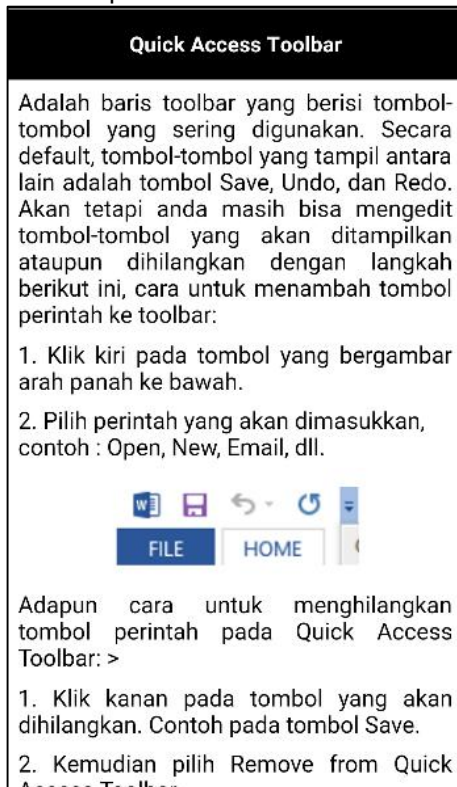 Quick Access Toolbar
Adalah baris toolbar yang berisi tombol-
tombol yang sering digunakan. Secara
default, tombol-tombol yang tampil antara
lain adalah tombol Save, Undo, dan Redo.
Akan tetapi anda masih bisa mengedit
tombol-tombol yang akan ditampilkan
ataupun dihilangkan dengan langkah
berikut ini, cara untuk menambah tombol
perintah ke toolbar:
1. Klik kiri pada tombol yang bergambar
arah panah ke bawah.
2. Pilih perintah yang akan dimasukkan,
contoh : Open, New, Email, dll.
FILE HOME
Adapun cara untuk menghilangkan
tombol perintah pada Quick Access
Toolbar: >
1. Klik kanan pada tombol yang akan
dihilangkan. Contoh pada tombol Save.
2. Kemudian pilih Remove from Quick
Access Toolbar